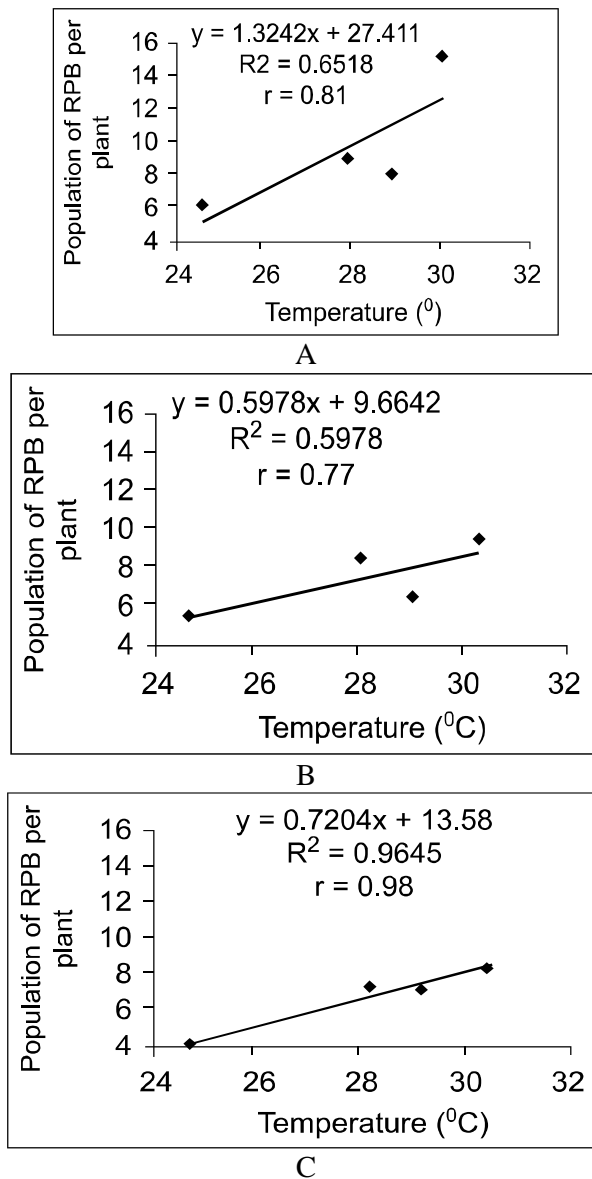 y = 1.3242x + 27.411
R2 = 0.6518
r = 0.81
Population of RPB per
plant
16
14
12
10
8
6
4
24 26 28 30 32
Temperature (⁰)
A
y = 0.5978x + 9.6642
R² = 0.5978
r = 0.77
Population of RPB per
plant
16
14
12
10
8
6
4
24 26 28 30 32
Temperature (⁰C)
B
y = 0.7204x + 13.58
R² = 0.9645
r = 0.98
Population of RPB per
plant
16
14
12
10
8
6
4
24 26 28 30 32
Temperature (⁰C)
C